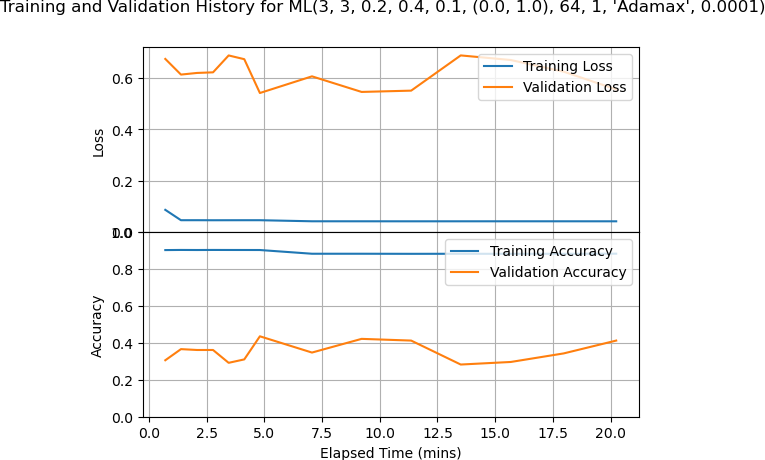 Training and Validation History for ML(3, 3, 0.2, 0.4, 0.1, (0.0, 1.0), 64, 1, 'Adamax', 0.0001)
Training Loss
Validation Loss
0.6
0.4
0.2
Loss
1.0
Training Accuracy
Validation Accuracy
0.8
0.6
0.4
0.2
0.0
Accuracy
0.0 2.5 5.0 7.5 10.0 12.5 15.0 17.5 20.0
Elapsed Time (mins)